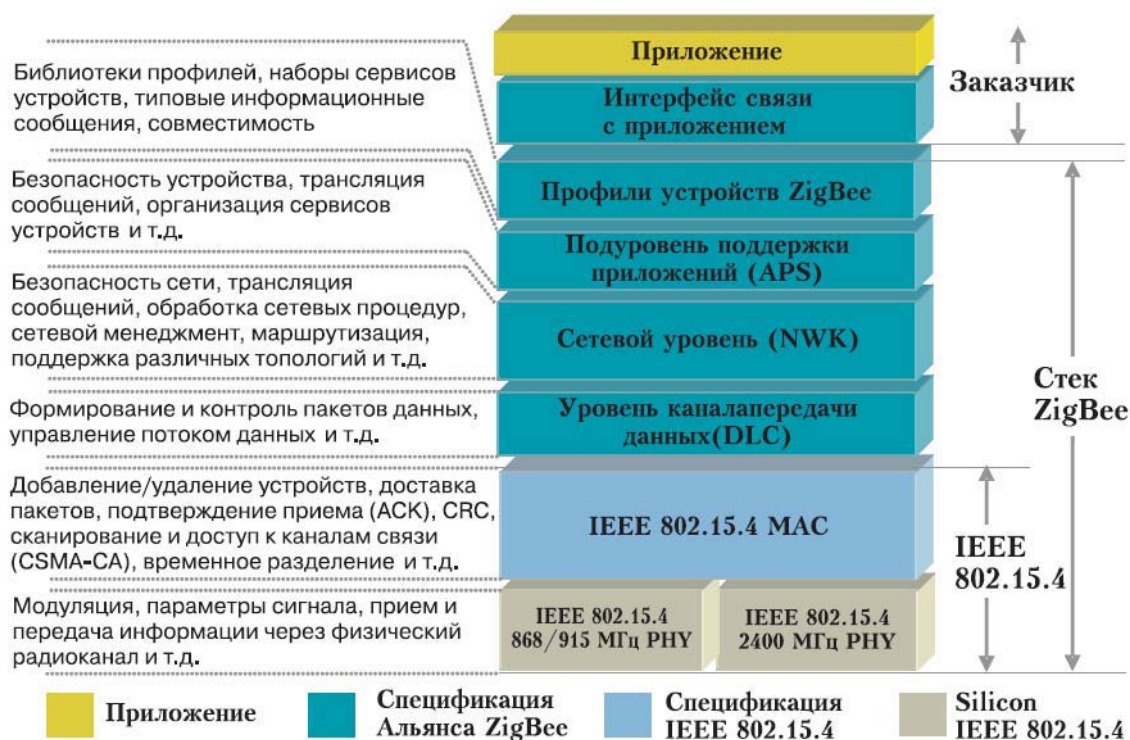 Приложение
Интерфейс связи
с приложением
Заказчик
Библиотеки профилей, наборы сервисов
устройств, типовые информационные
сообщения, совместимость
Профили устройств ZigBee
Безопасность устройства, трансляция
сообщений, организация сервисов
устройств и т.д.
Подуровень поддержки
приложений (APS)
Безопасность сети, трансляция
сообщений, обработка сетевых процедур,
сетевой менеджмент, маршрутизация,
поддержка различных топологий и т.д.
Сетевой уровень (NWK)
Стек
ZigBee
Формирование и контроль пакетов данных,
управление потоком данных и т.д.
Уровень каналапередачи
данных(DLC)
Добавление/удаление устройств, доставка
пакетов, подтверждение приема (ACK), CRC,
сканирование и доступ к каналам связи
(CSMA-CA), временное разделение и т.д.
IEEE 802.15.4 MAC
IEEE
802.15.4
Модуляция, параметры сигнала, прием и
передача информации через физический
радиоканал и т.д.
IEEE 802.15.4
868/915 МГц PHY
IEEE 802.15.4
2400 МГц PHY
Приложение
Спецификация
Альянса ZigBee
Спецификация
IEEE 802.15.4
Silicon
IEEE 802.15.4